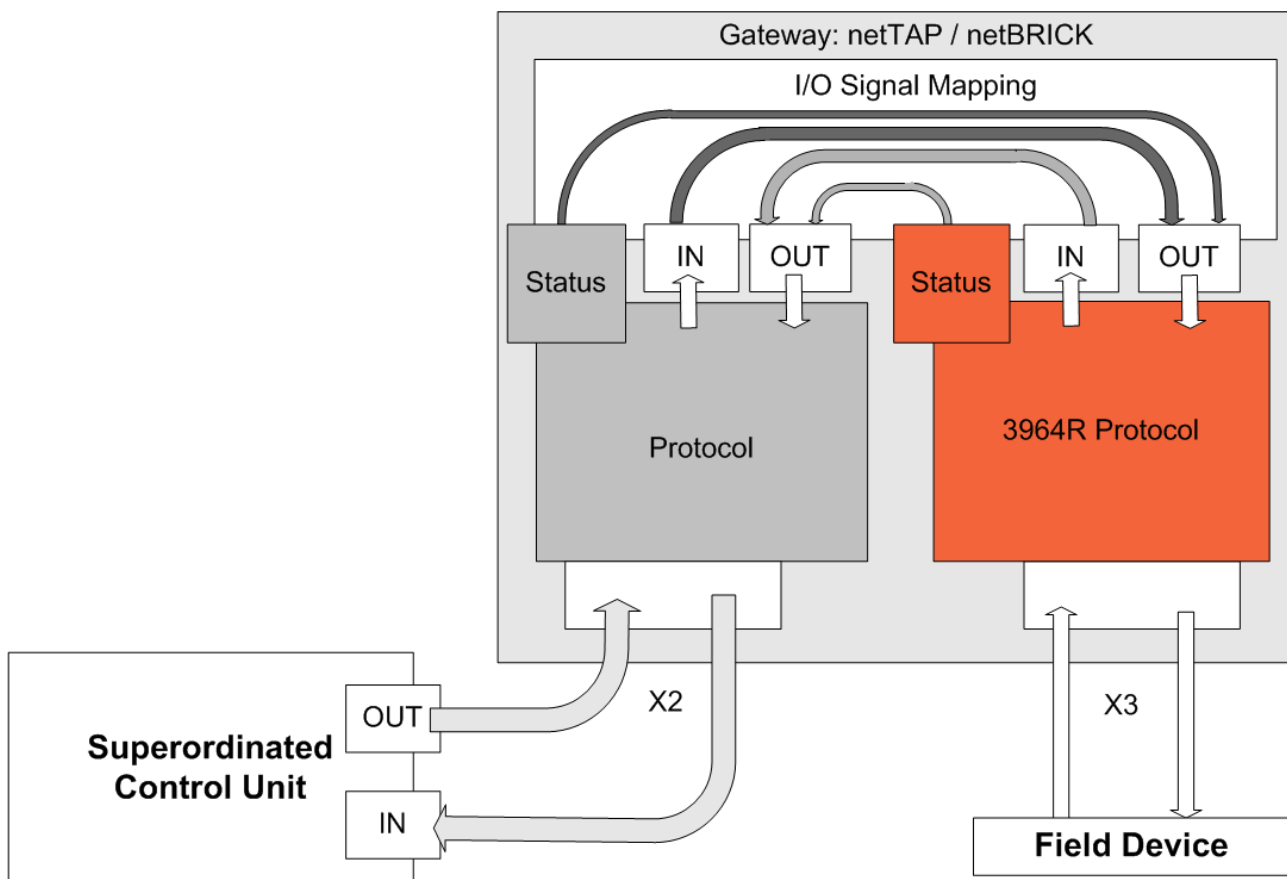 Gateway: netTAP / netBRICK
I/O Signal Mapping
Status
IN
OUT
Status
IN
OUT
Protocol
3964R Protocol
X2
X3
OUT
Superordinated
Control Unit
IN
Field Device